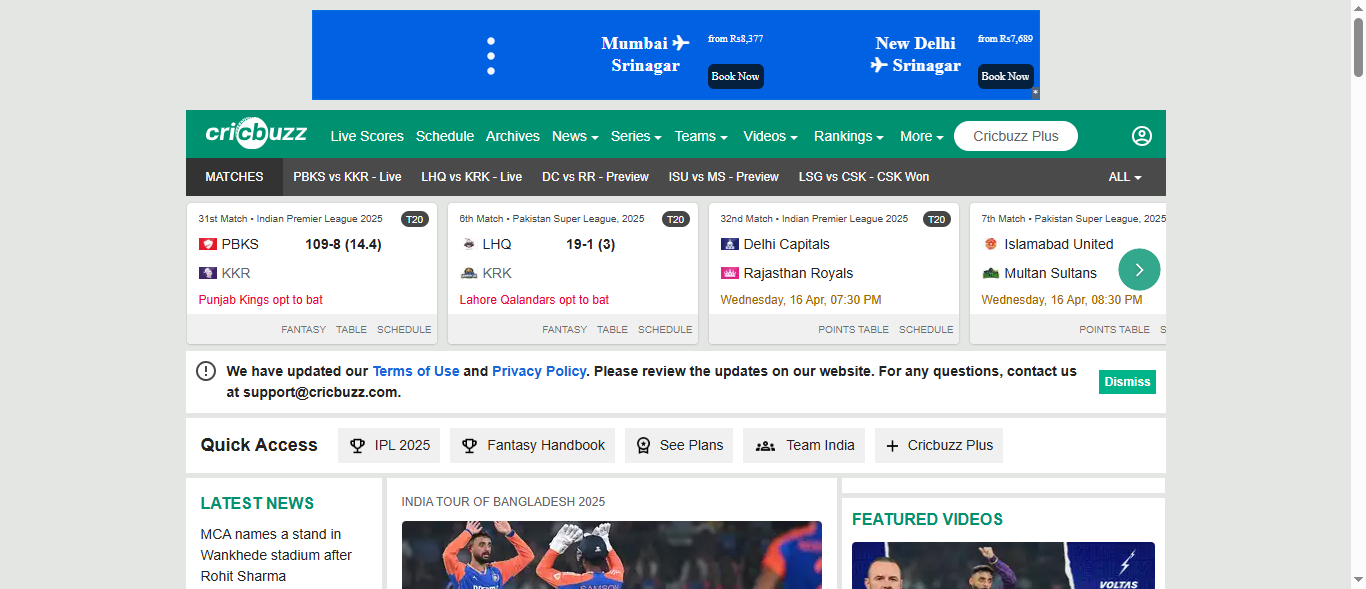 Mumbai ✈ Srinagar
from Rs8,377
Book Now
New Delhi ✈ Srinagar
from Rs7,689
Book Now
cricbuzz
Live Scores Schedule Archives News Series Teams Videos Rankings More Cricbuzz Plus
MATCHES PBKS vs KKR - Live LHQ vs KRK - Live DC vs RR - Preview ISU vs MS - Preview LSG vs CSK - CSK Won ALL
31st Match • Indian Premier League 2025 T20
PBKS 109-8 (14.4)
KKR
Punjab Kings opt to bat
FANTASY TABLE SCHEDULE
6th Match • Pakistan Super League, 2025 T20
LHQ 19-1 (3)
KRK
Lahore Qalandars opt to bat
FANTASY TABLE SCHEDULE
32nd Match • Indian Premier League 2025 T20
Delhi Capitals
Rajasthan Royals
Wednesday, 16 Apr, 07:30 PM
POINTS TABLE SCHEDULE
7th Match • Pakistan Super League, 2025
Islamabad United
Multan Sultans
Wednesday, 16 Apr, 08:30 PM
POINTS TABLE S
We have updated our Terms of Use and Privacy Policy. Please review the updates on our website. For any questions, contact us
at support@cricbuzz.com.
Dismiss
Quick Access IPL 2025 Fantasy Handbook See Plans Team India Cricbuzz Plus
LATEST NEWS
MCA names a stand in
Wankhede stadium after
Rohit Sharma
INDIA TOUR OF BANGLADESH 2025
SAMSON
FEATURED VIDEOS
VOLTAS